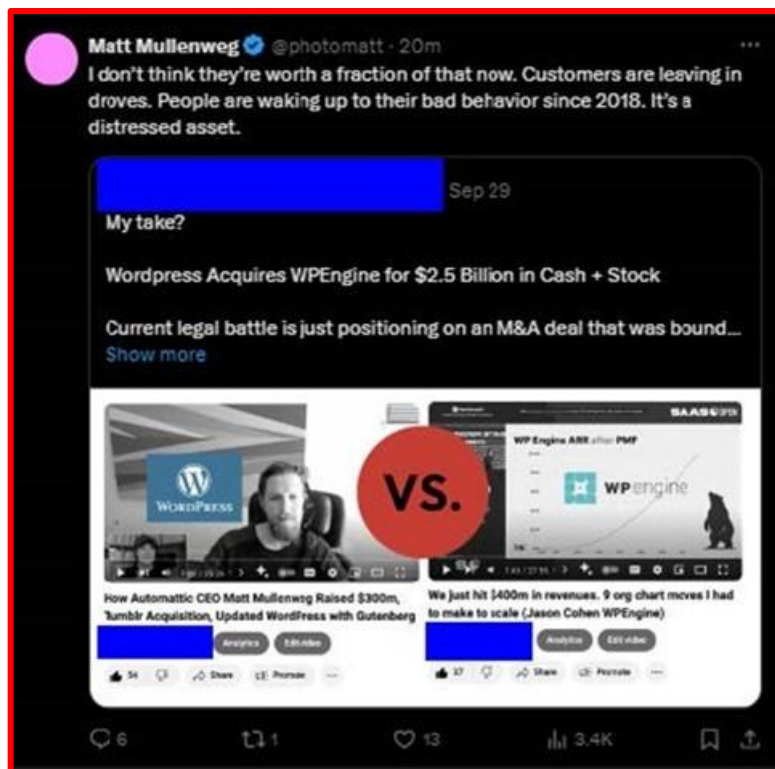 Matt Mullenweg @photomatt · 20m
I don't think they're worth a fraction of that now. Customers are leaving in
droves. People are waking up to their bad behavior since 2018. It's a
distressed asset.
Sep 29
My take?
Wordpress Acquires WPEngine for $2.5 Billion in Cash + Stock
Current legal battle is just positioning on an M&A deal that was bound...
Show more
WORDPRESS
VS.
SAAS OPEN
WP Engine ARR after PMF
WP engine
How Automattic CEO Matt Mullenweg Raised $300m,
Tumblr Acquisition, Updated WordPress with Gutenberg
Analytics
Edit video
We just hit $400m in revenues. 9 org chart moves I had
to make to scale (Jason Cohen WPEngine)
Analytics
Edit video
Share
Promote
37
Share
Promote
6
1
13
3.4K